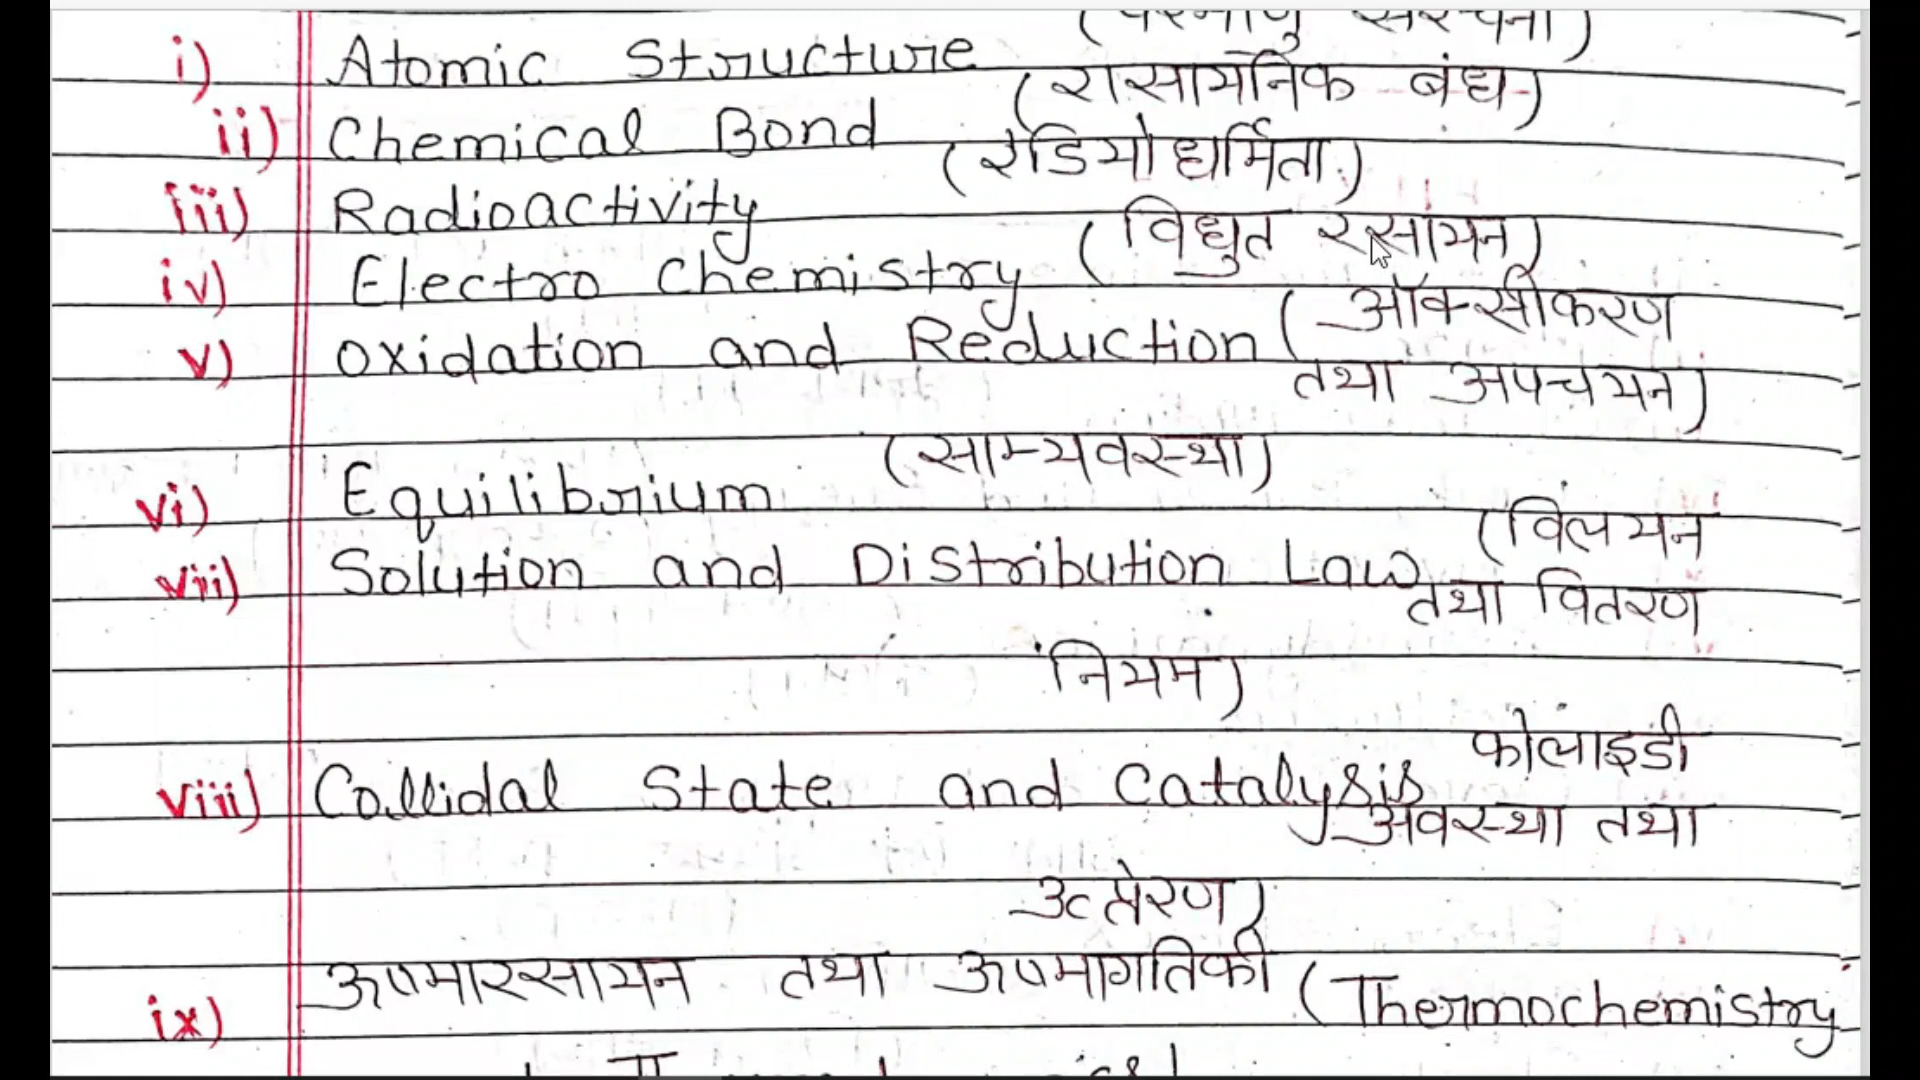 (परमाणु संरचना)
i) Atomic Structure
(रासायनिक बंध)
ii) Chemical Bond
(रेडियोधर्मिता)
iii) Radioactivity
(विधुत रसायन)
iv) Electro Chemistry
(ऑक्सीकरण
v) Oxidation and Reduction
तथा अपचयन)
(साम्यवस्था)
vi) Equilibrium
(विलयन
vii) Solution and Distribution Law
तथा वितरण
नियम)
कोलाइडी
viii) Collidal State and Catalysis
अवस्था तथा
उत्प्रेरण)
ix) ऊष्मारसायन तथा ऊष्मागतिकी (Thermochemistry